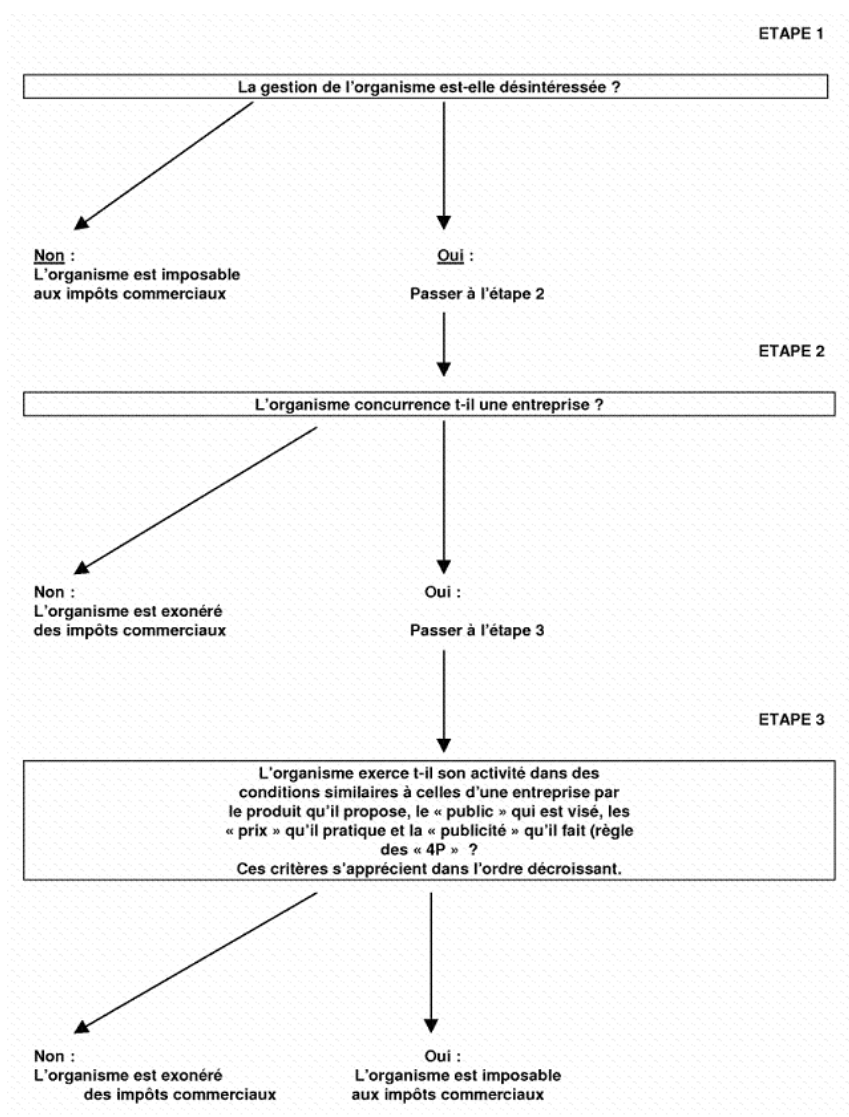 ETAPE 1
La gestion de l'organisme est-elle désintéressée ?
Non :
L'organisme est imposable
aux impôts commerciaux
Oui :
Passer à l'étape 2
ETAPE 2
L'organisme concurrence t-il une entreprise ?
Non :
L'organisme est exonéré
des impôts commerciaux
Oui :
Passer à l'étape 3
ETAPE 3
L'organisme exerce t-il son activité dans des
conditions similaires à celles d'une entreprise par
le produit qu'il propose, le « public » qui est visé, les
« prix » qu'il pratique et la « publicité » qu'il fait (règle
des « 4P » ?
Ces critères s'apprécient dans l'ordre décroissant.
Non :
L'organisme est exonéré
des impôts commerciaux
Oui :
L'organisme est imposable
aux impôts commerciaux